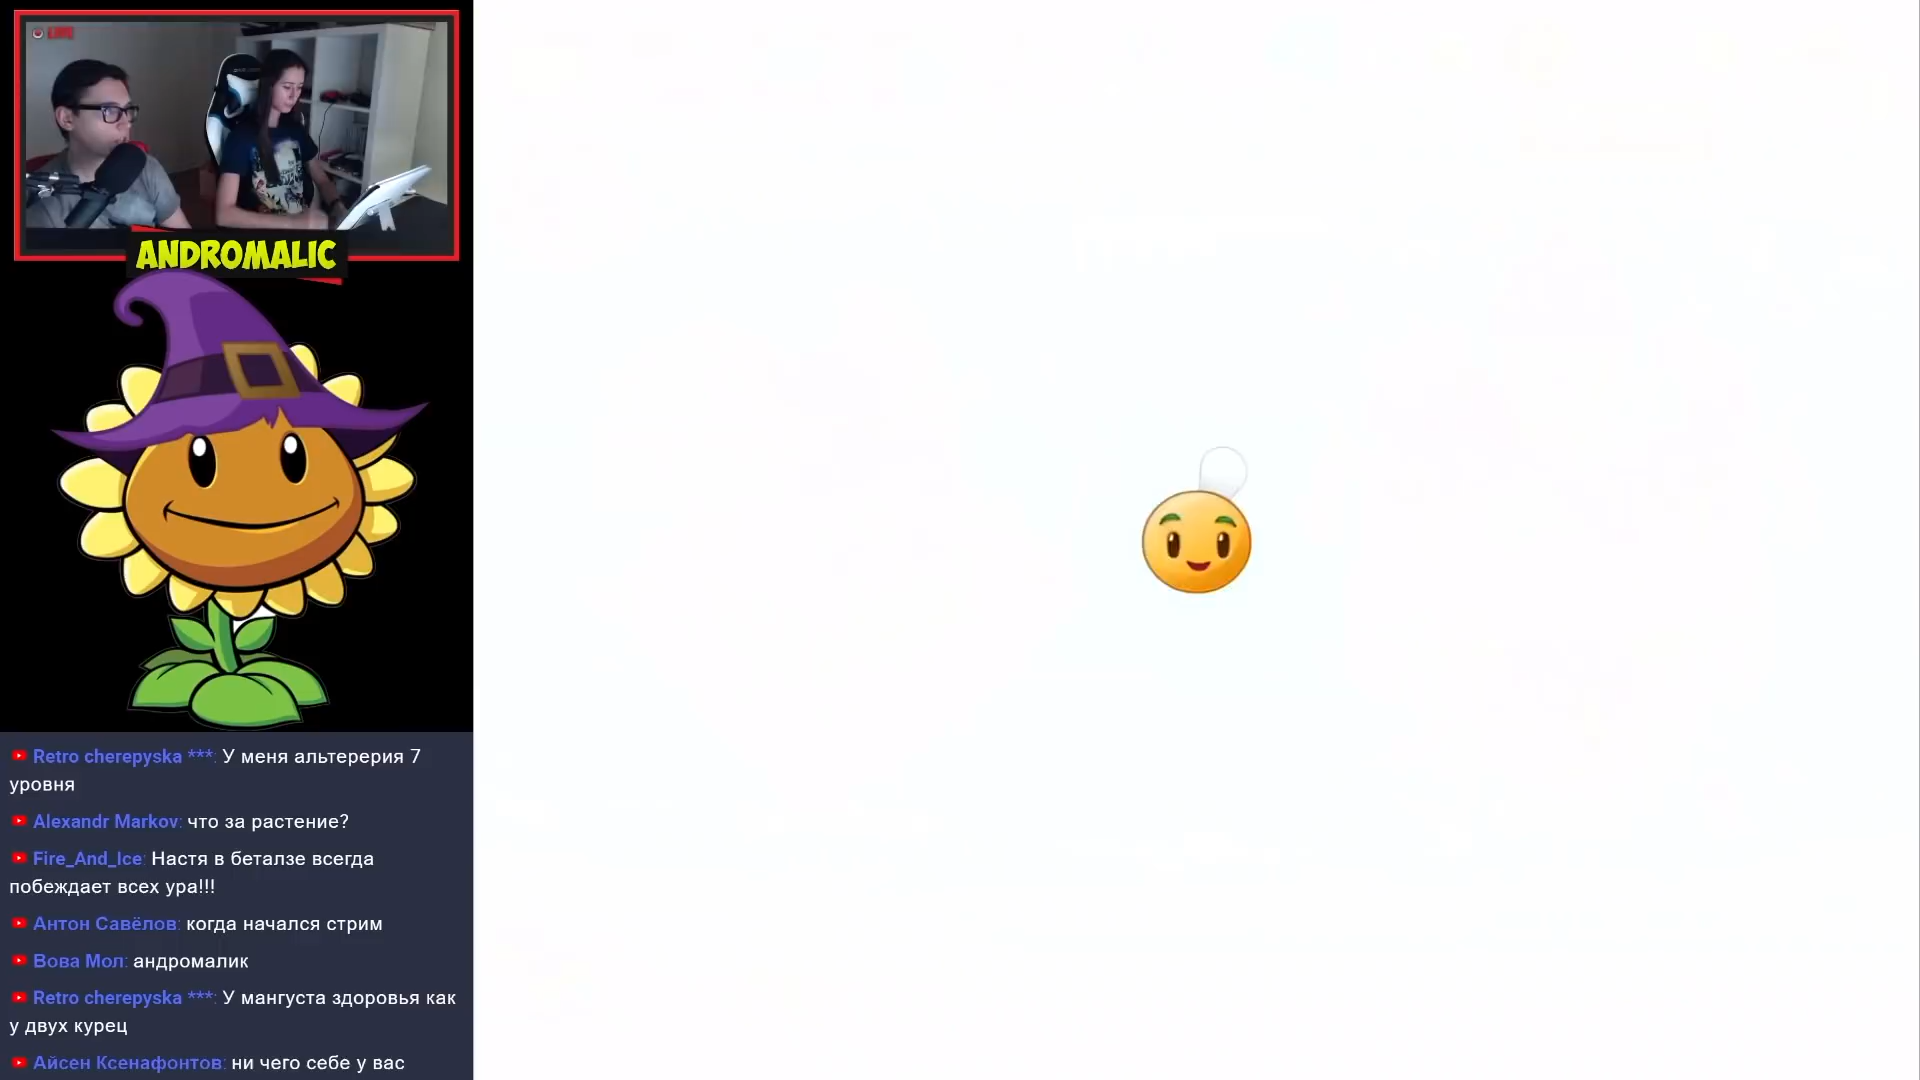 LIVE
ANDROMALIC
Retro cherepyska ***: У меня альтерерия 7
уровня
Alexandr Markov: что за растение?
Fire_And_Ice: Настя в беталзе всегда
побеждает всех ура!!!
Антон Савёлов: когда начался стрим
Вова Мол: андромалик
Retro cherepyska ***: У мангуста здоровья как
у двух курец
Айсен Ксенафонтов: ни чего себе у вас